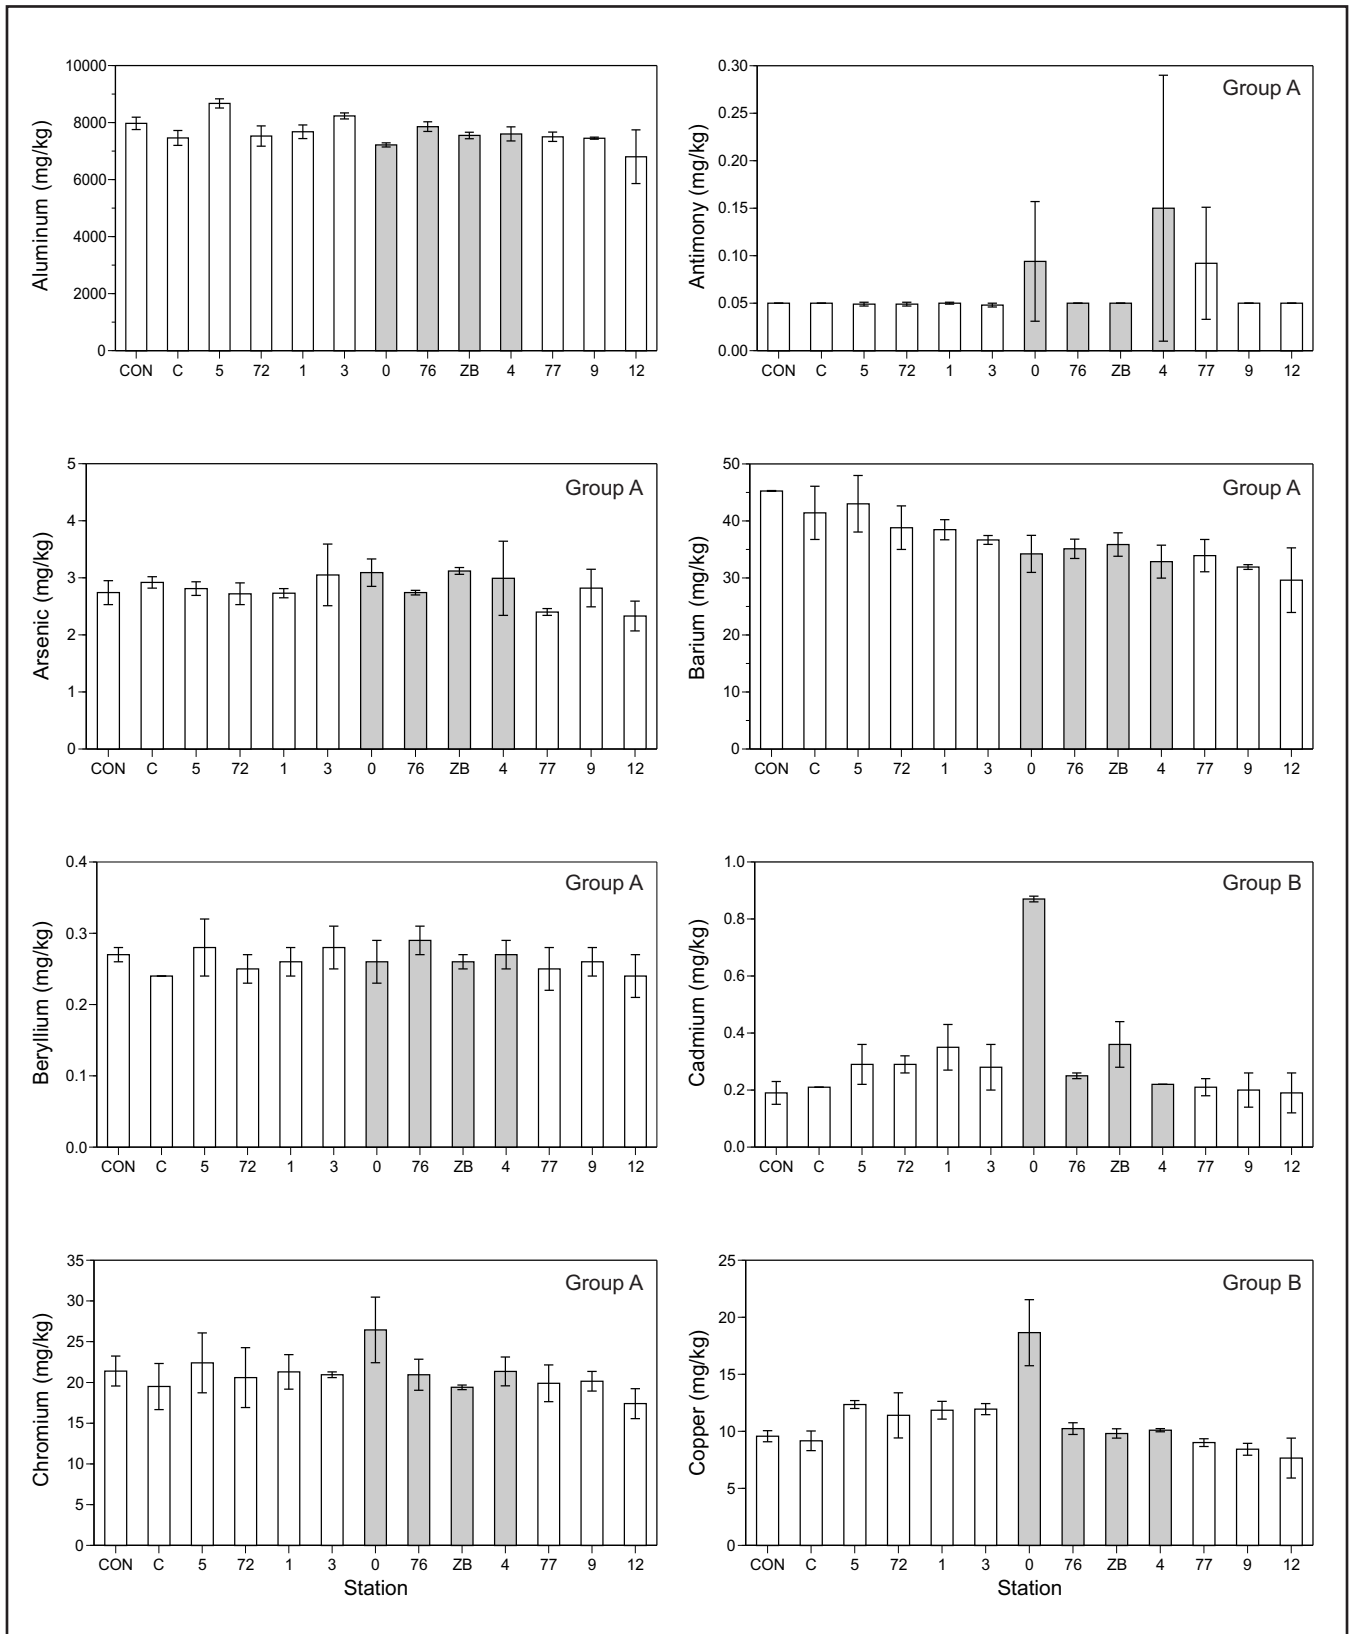 10000
8000
6000
4000
2000
0
Aluminum (mg/kg)
CON C 5 72 1 3 0 76 ZB 4 77 9 12
0.30
0.25
0.20
0.15
0.10
0.05
0.00
Antimony (mg/kg)
Group A
CON C 5 72 1 3 0 76 ZB 4 77 9 12
5
4
3
2
1
0
Arsenic (mg/kg)
Group A
CON C 5 72 1 3 0 76 ZB 4 77 9 12
50
40
30
20
10
0
Barium (mg/kg)
Group A
CON C 5 72 1 3 0 76 ZB 4 77 9 12
0.4
0.3
0.2
0.1
0.0
Beryllium (mg/kg)
Group A
CON C 5 72 1 3 0 76 ZB 4 77 9 12
1.0
0.8
0.6
0.4
0.2
0.0
Cadmium (mg/kg)
Group B
CON C 5 72 1 3 0 76 ZB 4 77 9 12
35
30
25
20
15
10
5
0
Chromium (mg/kg)
Group A
CON C 5 72 1 3 0 76 ZB 4 77 9 12
Station
25
20
15
10
5
0
Copper (mg/kg)
Group B
CON C 5 72 1 3 0 76 ZB 4 77 9 12
Station